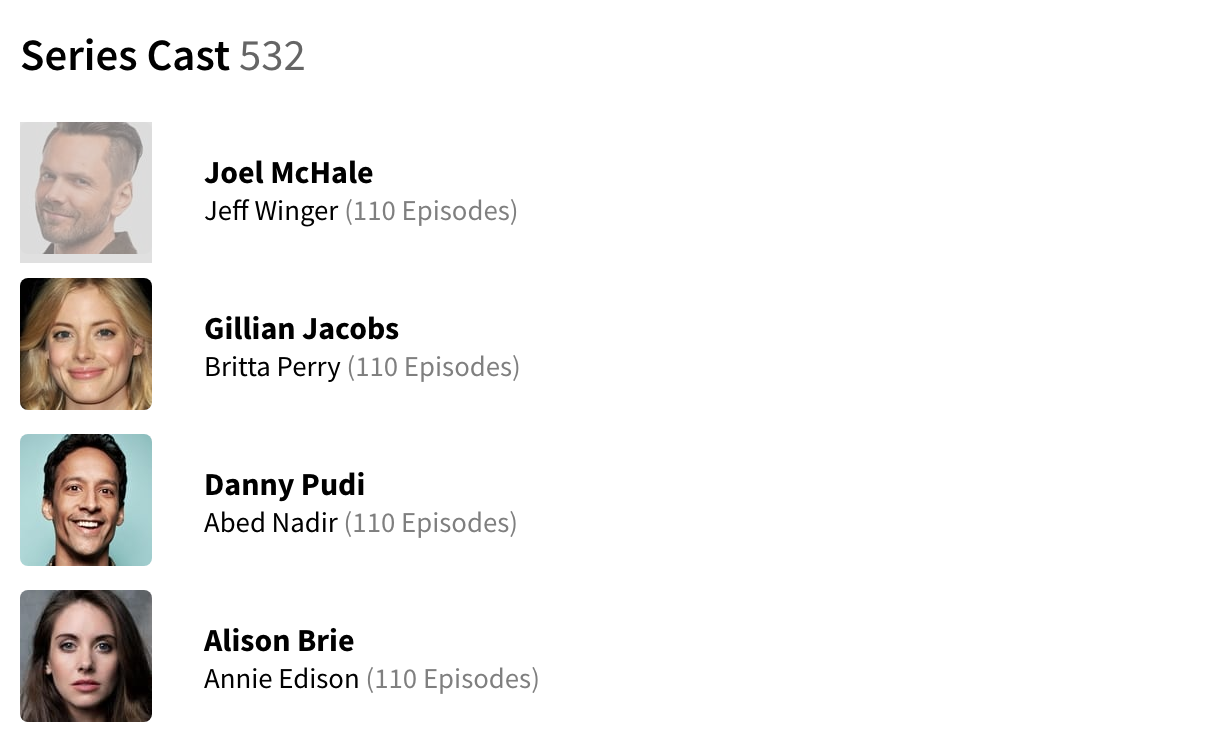 Series Cast 532
Joel McHale
Jeff Winger (110 Episodes)
Gillian Jacobs
Britta Perry (110 Episodes)
Danny Pudi
Abed Nadir (110 Episodes)
Alison Brie
Annie Edison (110 Episodes)